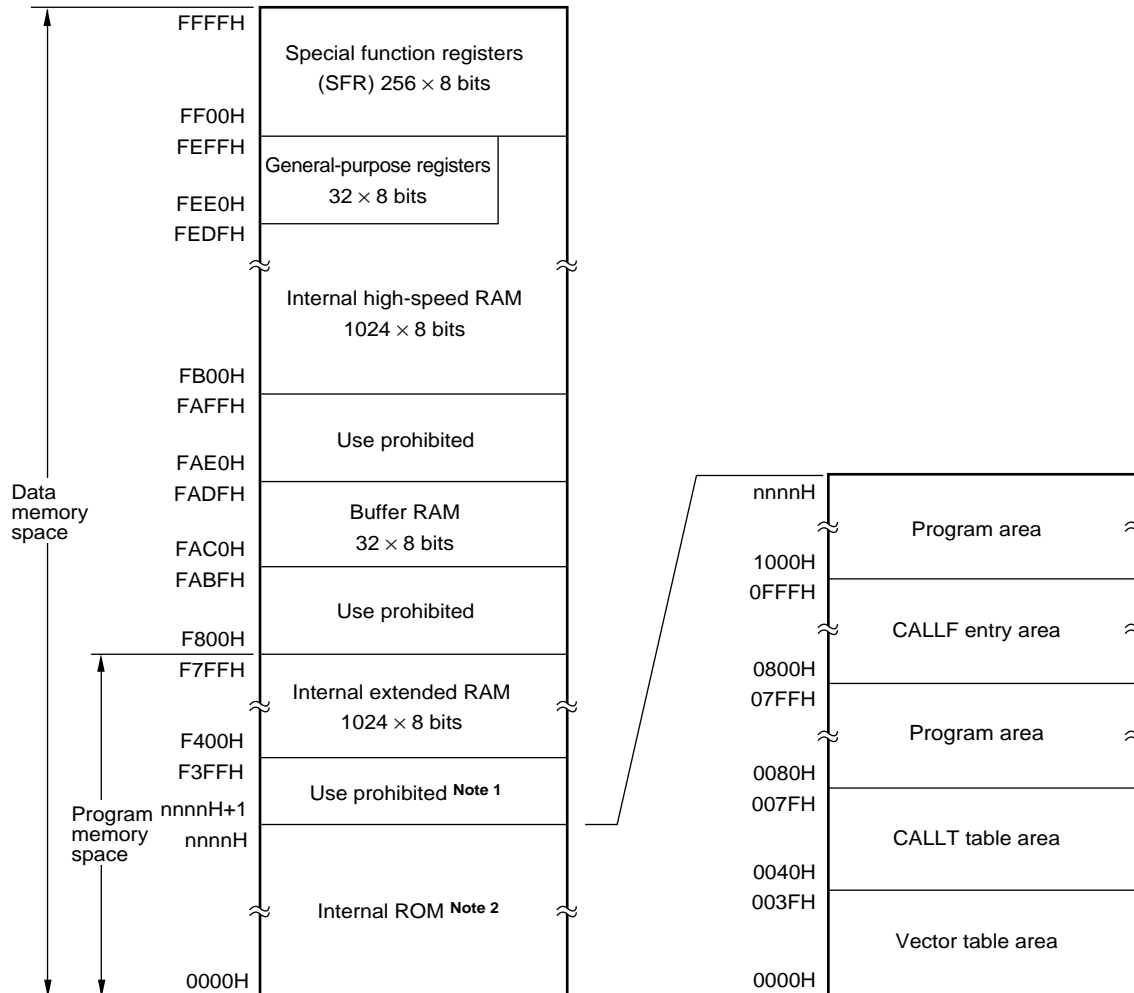 FFFFH
Special function registers
(SFR) 256 × 8 bits
FF00H
FEFFH
General-purpose registers
32 × 8 bits
FEE0H
FEDFH
Internal high-speed RAM
1024 × 8 bits
FB00H
FAFFH
Use prohibited
FAE0H
FADFH
Buffer RAM
32 × 8 bits
FAC0H
FABFH
Use prohibited
F800H
F7FFH
Internal extended RAM
1024 × 8 bits
F400H
F3FFH
Use prohibited Note 1
nnnnH+1
nnnnH
Internal ROM Note 2
0000H
Data
memory
space
Program
memory
space
nnnnH
Program area
1000H
0FFFH
CALLF entry area
0800H
07FFH
Program area
0080H
007FH
CALLT table area
0040H
003FH
Vector table area
0000H